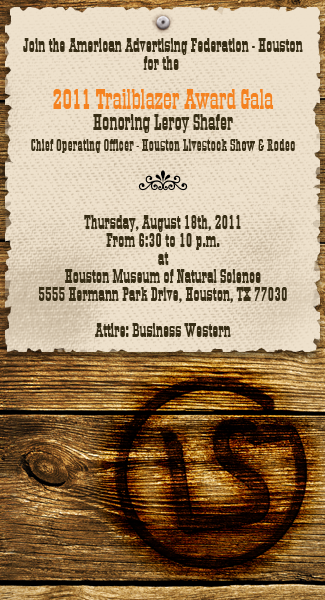 Join the American Advertising Federation - Houston
for the
2011 Trailblazer Award Gala
Honoring Leroy Shafer
Chief Operating Officer - Houston Livestock Show & Rodeo
Thursday, August 18th, 2011
From 6:30 to 10 p.m.
at
Houston Museum of Natural Science
5555 Hermann Park Drive, Houston, TX 77030
Attire: Business Western
LS